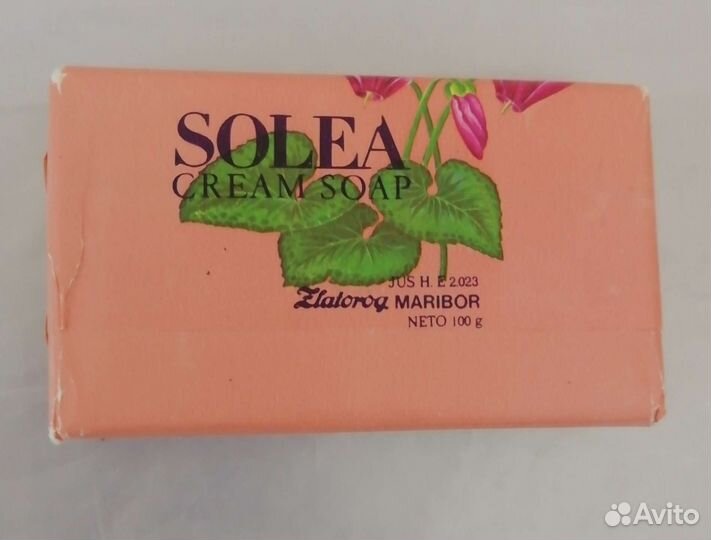 SOLEA
CREAM SOAP
JUS H. E 2.023
Zlatorog MARIBOR
NETO 100 g
Avito